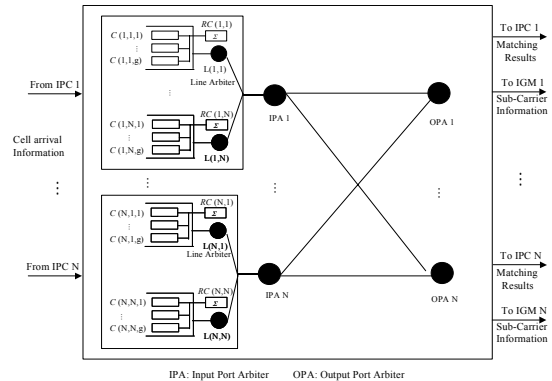 C (1,1,1)
RC (1,1)
Σ
C (1,1,g)
L(1,1)
Line Arbiter
C (1,N,1)
RC (1,N)
Σ
C (1,N,g)
L(1,N)
C (N,1,1)
RC (N,1)
Σ
C (N,1,g)
L(N,1)
Line Arbiter
C (N,N,1)
RC (N,N)
Σ
C (N,N,g)
L(N,N)
From IPC 1
Cell arrival
Information
From IPC N
IPA 1
IPA N
OPA 1
OPA N
To IPC 1
Matching
Results
To IGM 1
Sub-Carrier
Information
To IPC N
Matching
Results
To IGM N
Sub-Carrier
Information
IPA: Input Port Arbiter OPA: Output Port Arbiter